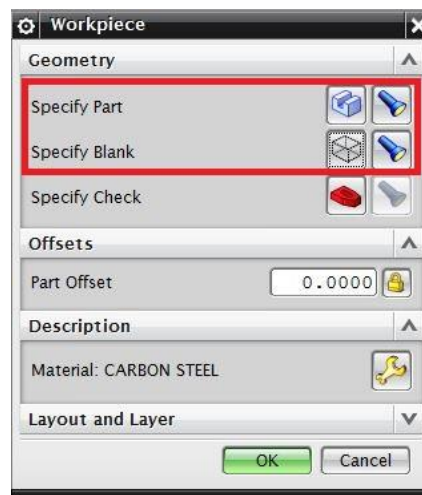 Workpiece
Geometry
Specify Part
Specify Blank
Specify Check
Offsets
Part Offset 0.0000
Description
Material: CARBON STEEL
Layout and Layer
OK Cancel